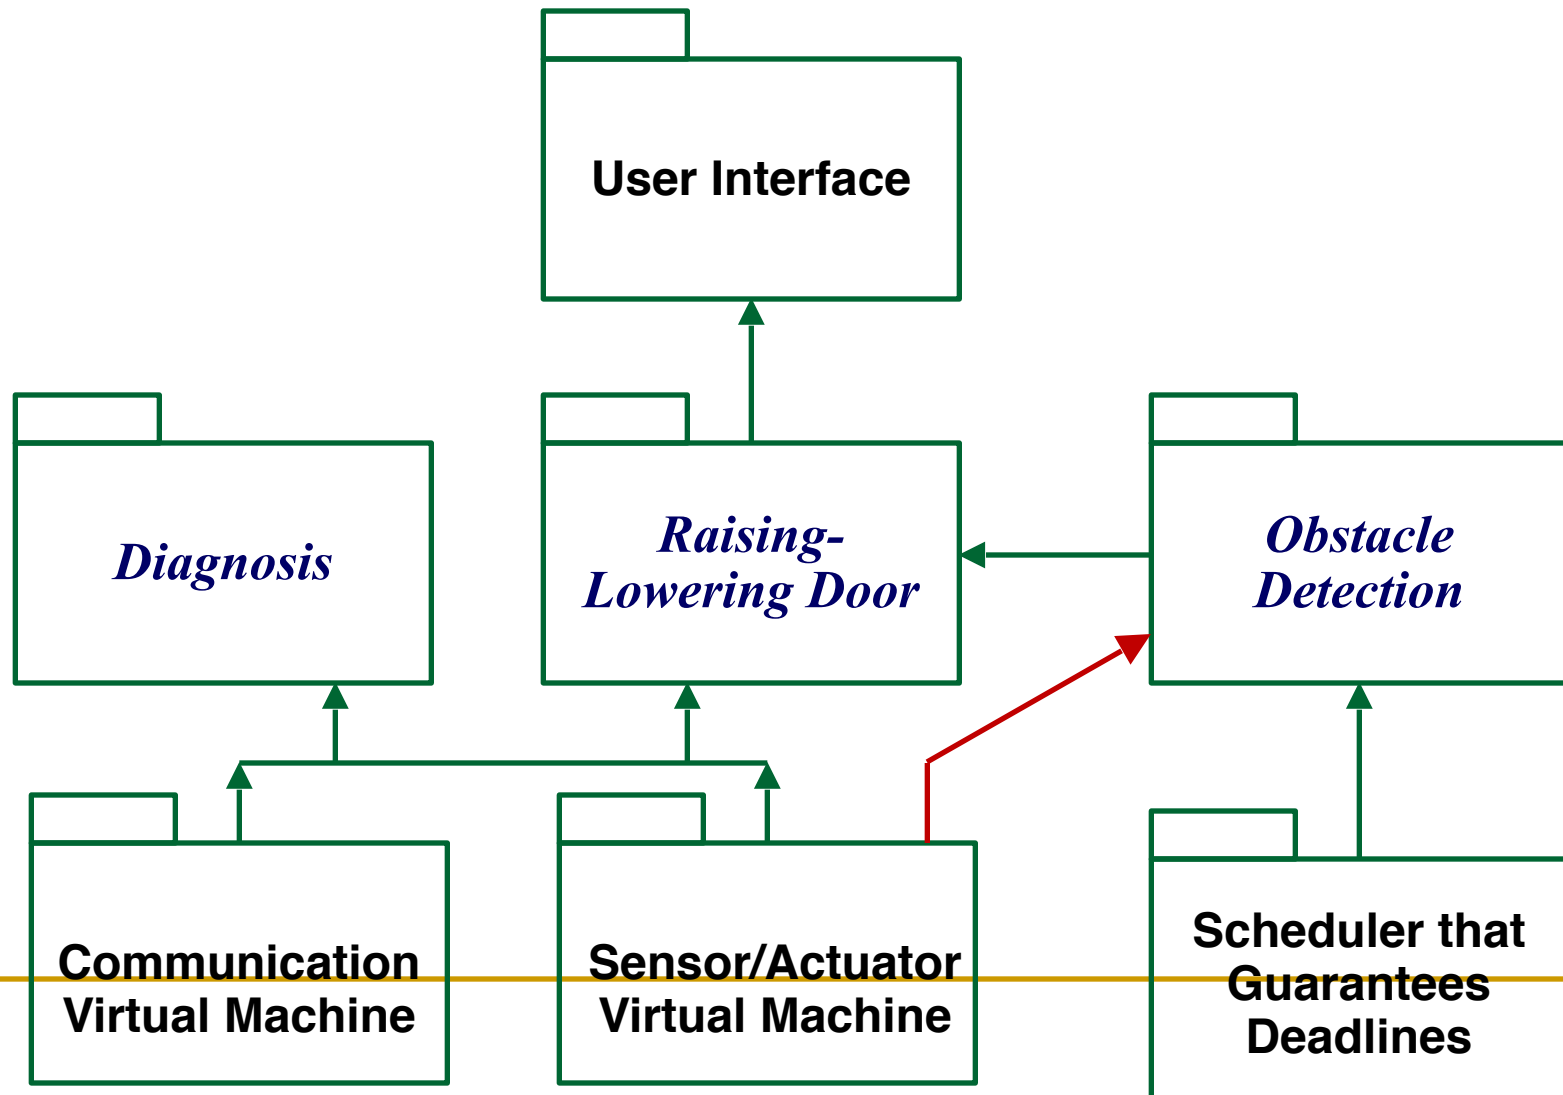 User Interface
Diagnosis
Raising-
Lowering Door
Obstacle
Detection
Communication
Virtual Machine
Sensor/Actuator
Virtual Machine
Scheduler that
Guarantees
Deadlines